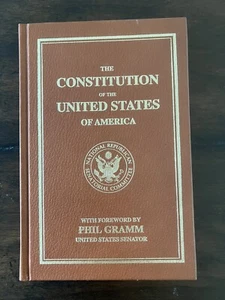 THE
CONSTITUTION
OF THE
UNITED STATES
OF AMERICA
NATIONAL REPUBLICAN
SENATORIAL COMMITTEE
WITH FOREWORD BY
PHIL GRAMM
UNITED STATES SENATOR